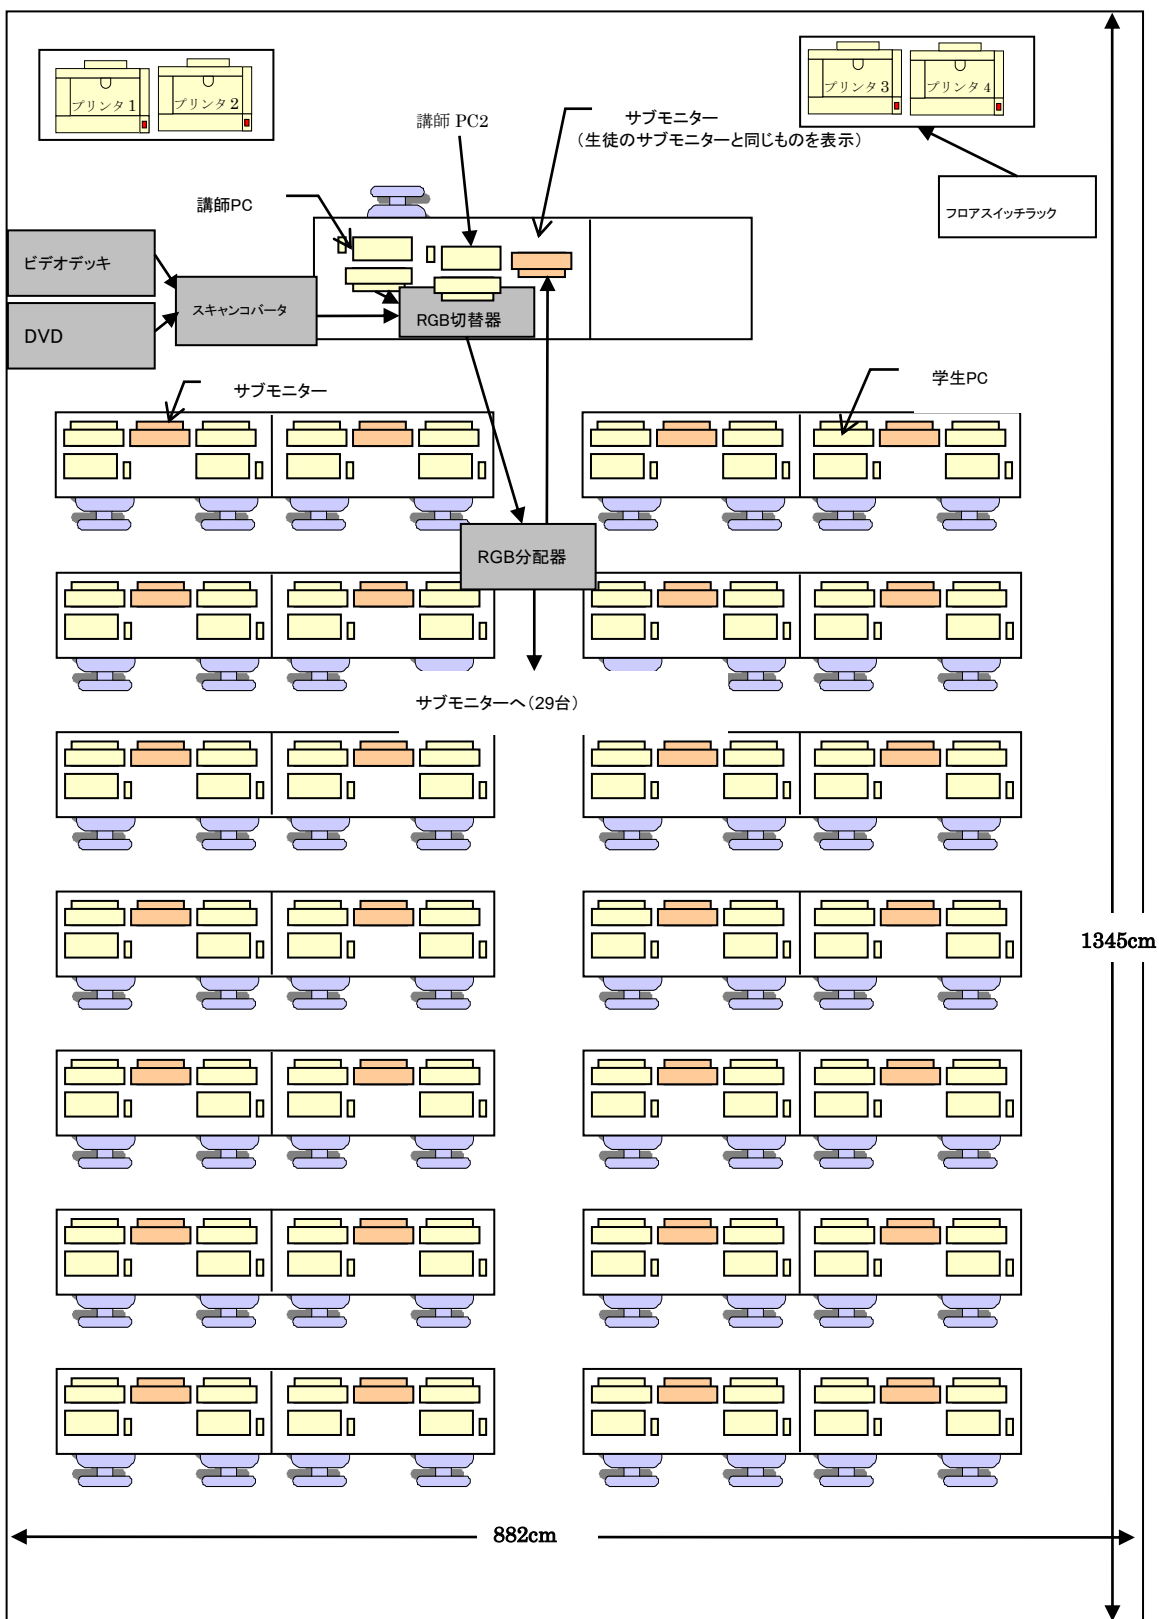 プリンタ1
プリンタ2
プリンタ3
プリンタ4
講師 PC2
サブモニター
（生徒のサブモニターと同じものを表示）
講師PC
フロアスイッチラック
ビデオデッキ
スキャンコバータ
RGB切替器
DVD
サブモニター
学生PC
RGB分配器
サブモニターへ（29台）
1345cm
882cm